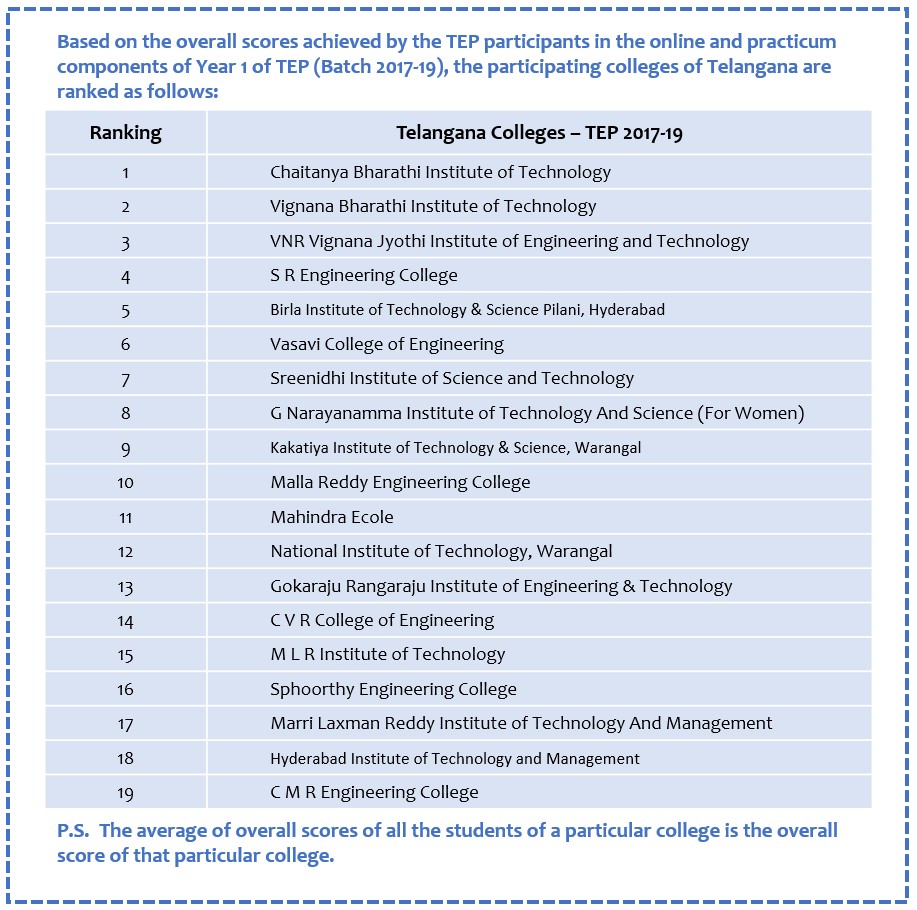 Based on the overall scores achieved by the TEP participants in the online and practicum
components of Year 1 of TEP (Batch 2017-19), the participating colleges of Telangana are
ranked as follows:
Ranking Telangana Colleges – TEP 2017-19
1 Chaitanya Bharathi Institute of Technology
2 Vignana Bharathi Institute of Technology
3 VNR Vignana Jyothi Institute of Engineering and Technology
4 S R Engineering College
5 Birla Institute of Technology & Science Pilani, Hyderabad
6 Vasavi College of Engineering
7 Sreenidhi Institute of Science and Technology
8 G Narayanamma Institute of Technology And Science (For Women)
9 Kakatiya Institute of Technology & Science, Warangal
10 Malla Reddy Engineering College
11 Mahindra Ecole
12 National Institute of Technology, Warangal
13 Gokaraju Rangaraju Institute of Engineering & Technology
14 C V R College of Engineering
15 M L R Institute of Technology
16 Sphoorthy Engineering College
17 Marri Laxman Reddy Institute of Technology And Management
18 Hyderabad Institute of Technology and Management
19 C M R Engineering College
P.S. The average of overall scores of all the students of a particular college is the overall
score of that particular college.